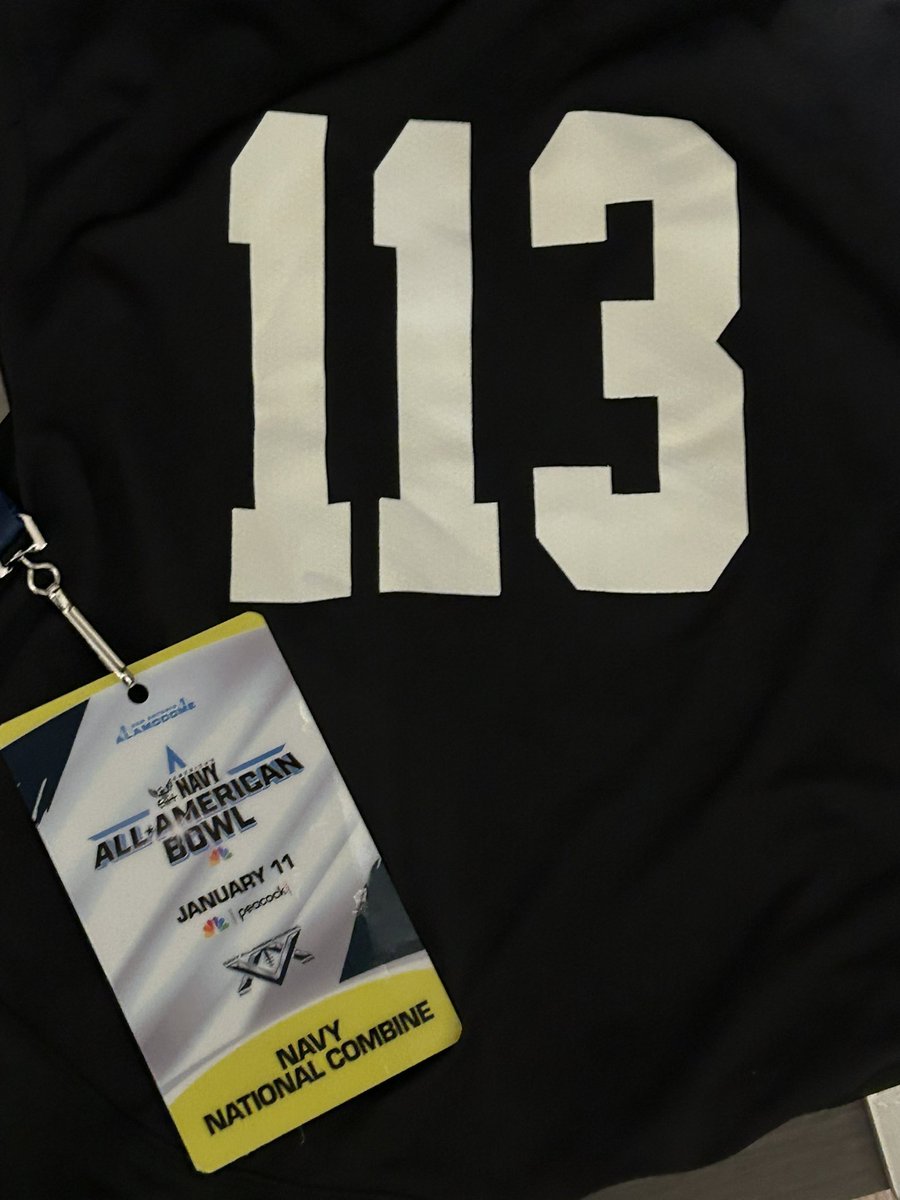 113
ALAMODOME
NAVY
ALL★AMERICAN
BOWL
JANUARY 11
peacock
NAVY
NATIONAL COMBINE